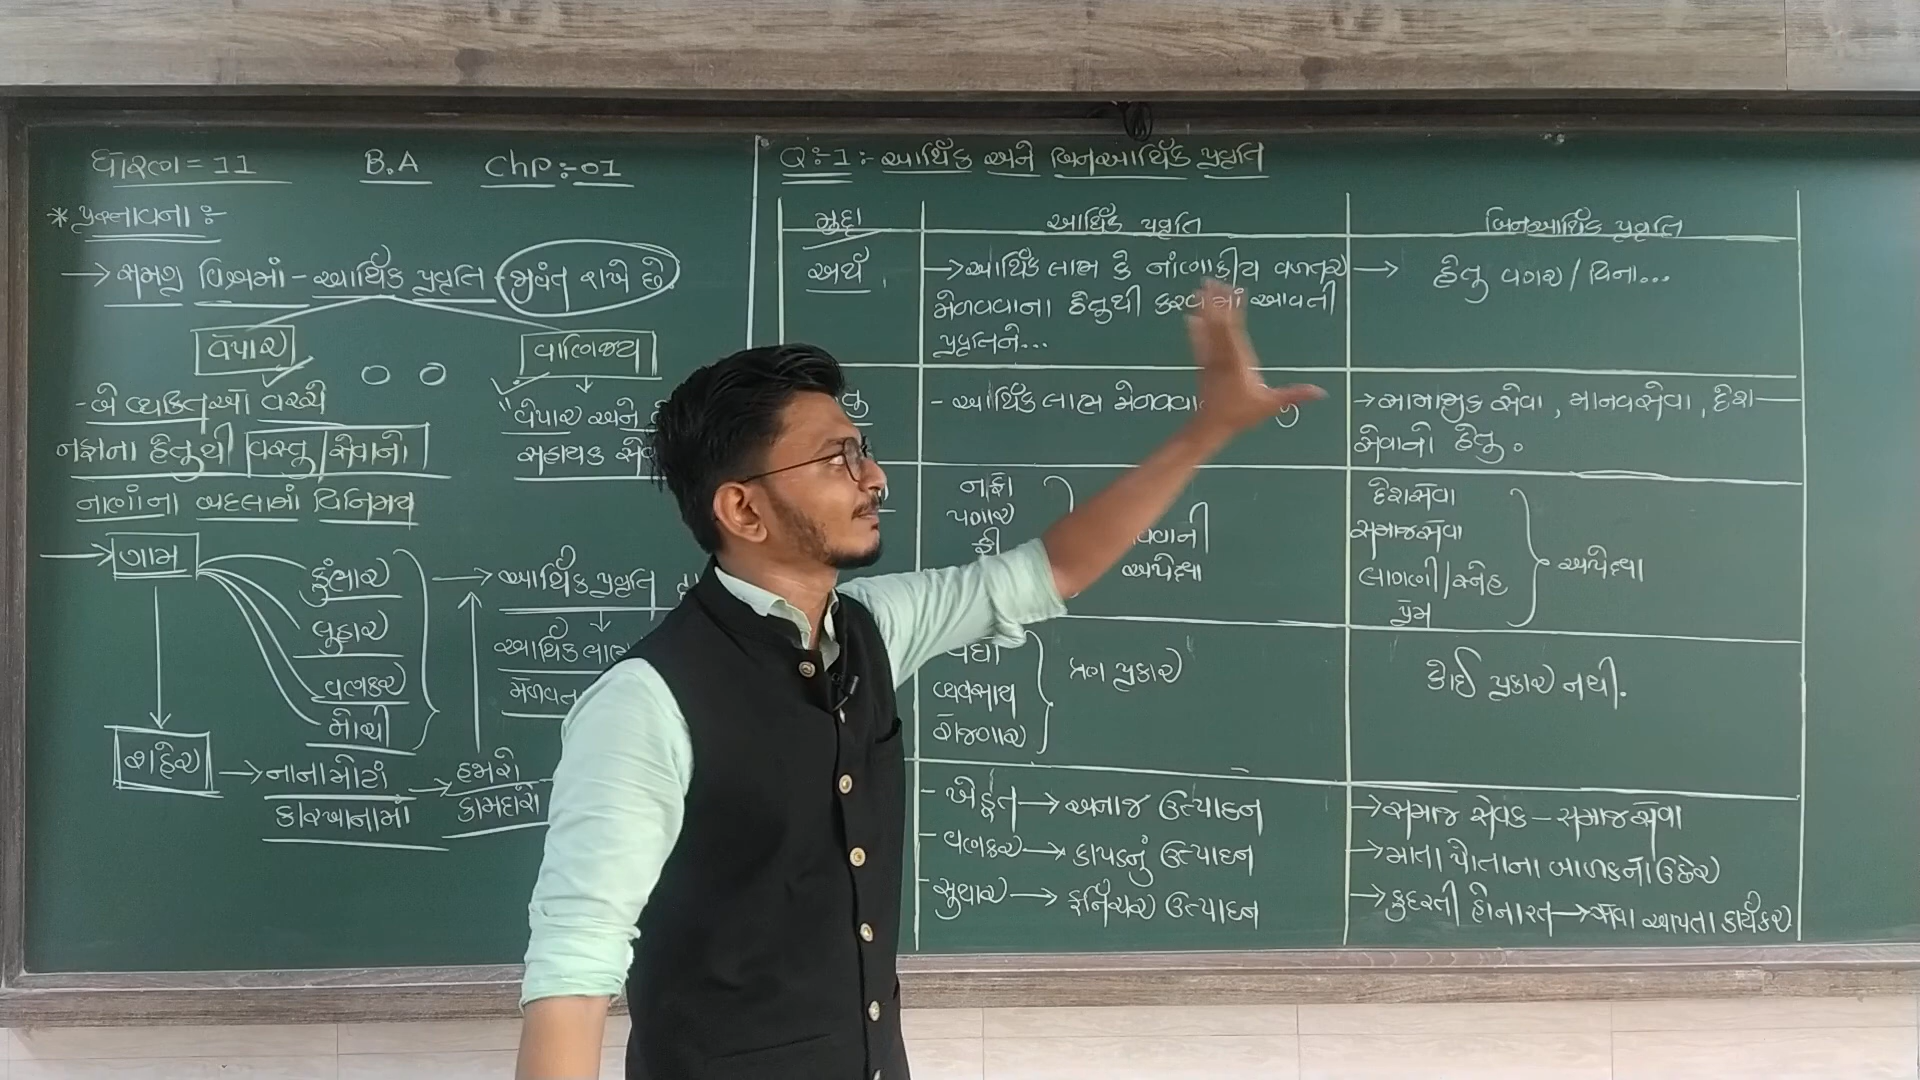 ધોરણ = 11 B.A Chp :- 01
* પ્રસ્તાવના :-
→ સમગ્ર વિશ્વમાં - આર્થિક પ્રવૃતિ - જીવંત રાખે છે.
વેપાર
વાણિજ્ય
- બે વ્યકિતઓ વચ્ચે
નફાના હેતુથી વસ્તુ/સેવાનો
નાણાંના બદલામાં વિનિમય
"વેપાર અને
સહાયક
→ ગામ
કુંભાર
લુહાર
વણકર
મોચી
→ આર્થિક પ્રવૃતિ
આર્થિક લાભ
શહેર → નાના મોટાં
કારખાનામાં
→ હમારો
કામદારો
Q :- 1 :- આર્થિક અને બિનઆર્થિક પ્રવૃતિ
મુદ્દા આર્થિક પ્રવૃતિ બિનઆર્થિક પ્રવૃતિ
અર્થ
→ આર્થિક લાભ કે નાંણાકીય વળતર
મેળવવાના હેતુથી કરવામાં આવતી
પ્રવૃતિને...
→ હેતુ વગર / વિના...
- આર્થિક લાભ
→ સામાજીક સેવા, માનવસેવા, દેશ
સેવાનો હેતુ.
નફો
પગાર
ફી
અપેક્ષા
દેશસેવા
સમાજસેવા
લાગણી/સ્નેહ
પ્રેમ
અપેક્ષા
ધંધો
વ્યવસાય
રોજગાર
ત્રણ પ્રકાર
કોઈ પ્રકાર નથી.
- ખેડૂત → અનાજ ઉત્પાદન
- વણકર → કાપડનું ઉત્પાદન
- સુથાર → ફર્નિચર ઉત્પાદન
→ સમાજ સેવક - સમાજસેવા
→ માતા પોતાના બાળકનો ઉછેર
→ કુદરતી હોનારત → સેવા આપતા કાર્યકર